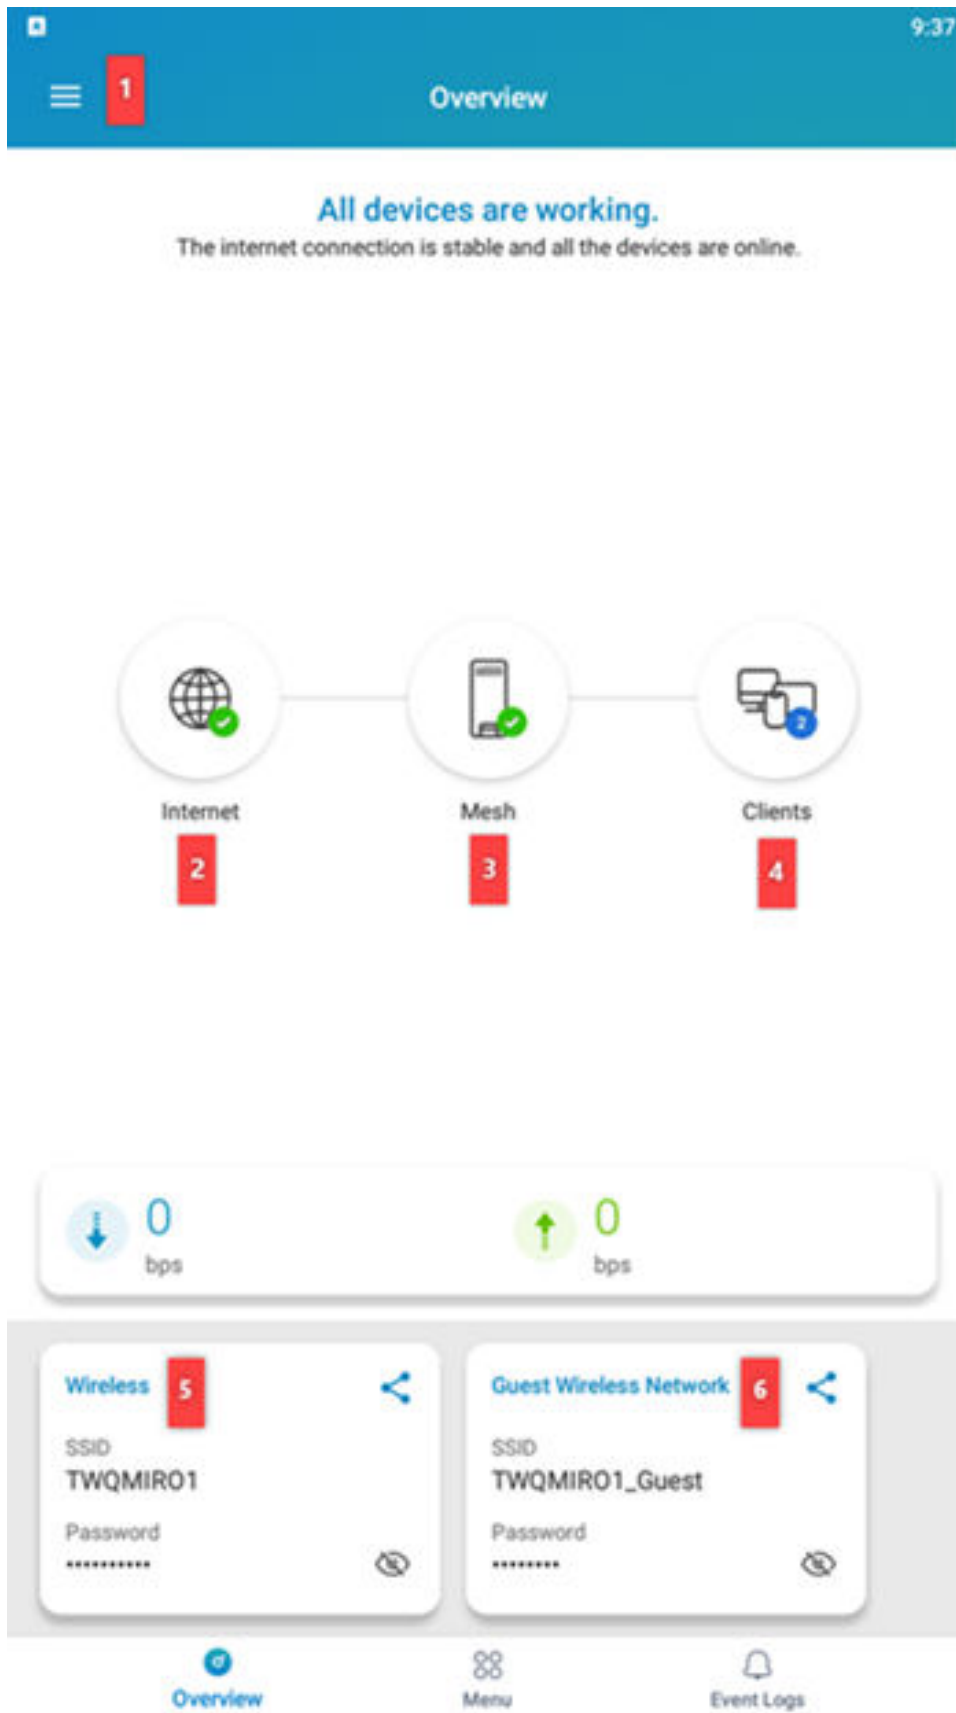 9:37
1
Overview
All devices are working.
The internet connection is stable and all the devices are online.
2
Internet Mesh Clients
2 3 4
0 0
bps bps
Wireless 5 Guest Wireless Network 6
SSID SSID
TWQMIRO1 TWQMIRO1_Guest
Password Password
•••••••••• ••••••••
Overview Menu Event Logs